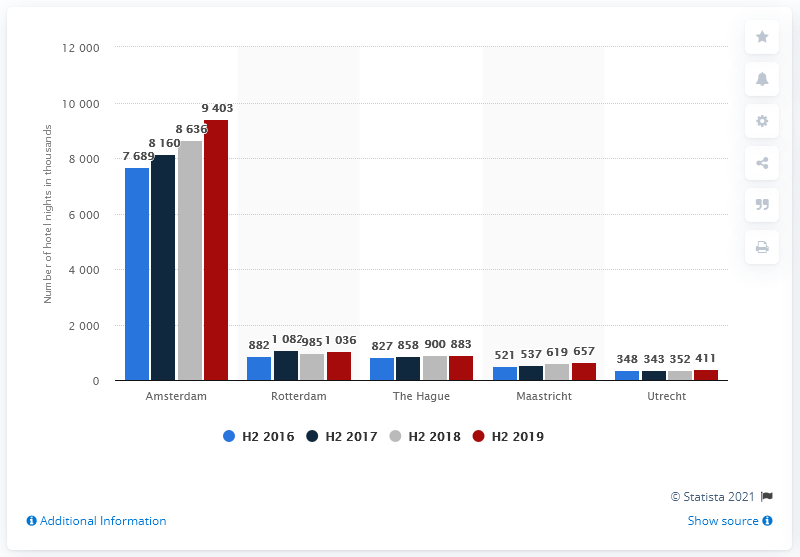 12 000
10 000
8 000
6 000
4 000
2 000
0
Number of hotel nights in thousands
7 689 8 160 8 636 9 403
882 1 082 985 1 036
827 858 900 883
521 537 619 657
348 343 352 411
Amsterdam Rotterdam The Hague Maastricht Utrecht
H2 2016 H2 2017 H2 2018 H2 2019
© Statista 2021
Additional Information Show source